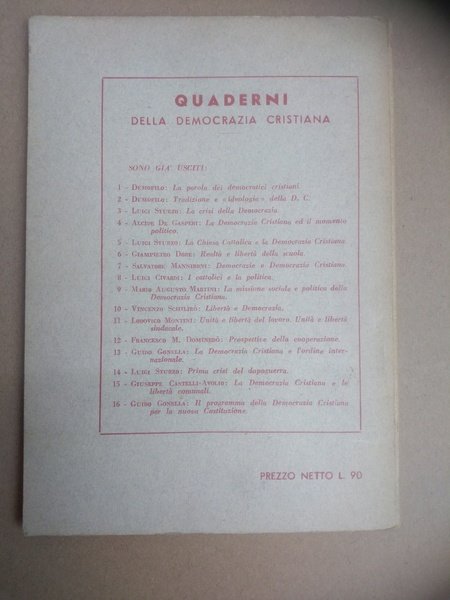 QUADERNI
DELLA DEMOCRAZIA CRISTIANA
SONO GIA' USCITI:
1 - DEMOFILO: La parola dei democratici cristiani.
2 - DEMOFILO: Tradizione e «Ideologia» della D. C.
3 - LUIGI STURZO: La crisi della Democrazia.
4 - ALCIDE DE GASPERI: La Democrazia Cristiana ed il momento
politico.
5 - LUIGI STURZO: La Chiesa Cattolica e la Democrazia Cristiana
6 - GIAMPIETRO DORE: Realtà e libertà della scuola.
7 - SALVATORE MANNIRONI: Democrazia e Democrazia Cristiana.
8 - LUIGI CIVARDI: I cattolici e la politica.
9 - MARIO AUGUSTO MARTINI: La missione sociale e politica della
Democrazia Cristiana.
10 - VINCENZO SCHILIRÒ: Libertà e Democrazia.
11 - LODOVICO MONTINI: Unità e libertà del lavoro. Unità e libertà
sindacale.
12 - FRANCESCO M. DOMINEDÒ: Prospettive della cooperazione.
13 - GUIDO GONELLA: La Democrazia Cristiana e l'ordine inter-
nazionale.
14 - LUIGI STURZO: Prima crisi del dopoguerra.
15 - GIUSEPPE CASTELLI-AVOLIO: La Democrazia Cristiana e le
libertà comunali.
16 - GUIDO GONELLA: Il programma della Democrazia Cristiana
per la nuova Costituzione.
PREZZO NETTO L. 90